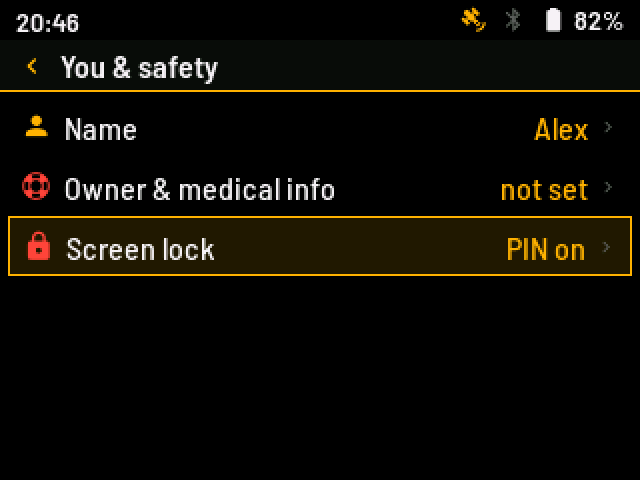 20:46 82%
You & safety
Name Alex
Owner & medical info not set
Screen lock PIN on